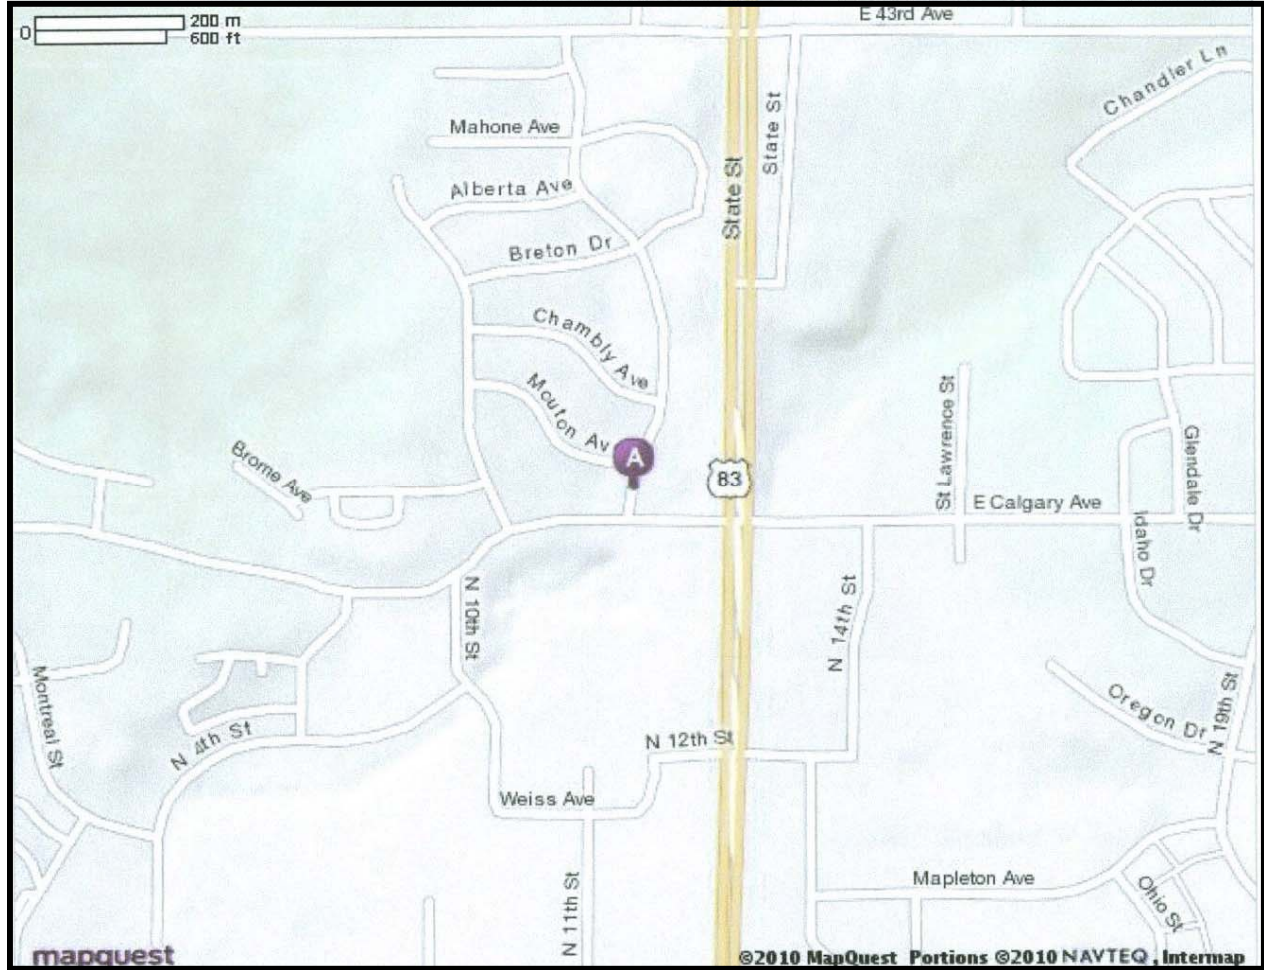 E 43rd Ave
0
200 m
600 ft
Chandler Ln
State St
Mahone Ave
Alberta Ave
State St
Breton Dr
Chambly Ave
Mouton Av
A
83
St Lawrence St
Glendale Dr
Brome Ave
E Calgary Ave
Idaho Dr
N 10th St
N 14th St
Montreal St
N 4th St
N 12th St
Oregon Dr
N 19th St
Weiss Ave
Mapleton Ave
Ohio St
N 11th St
mapquest
©2010 MapQuest Portions ©2010 NAVTEQ, Intermap